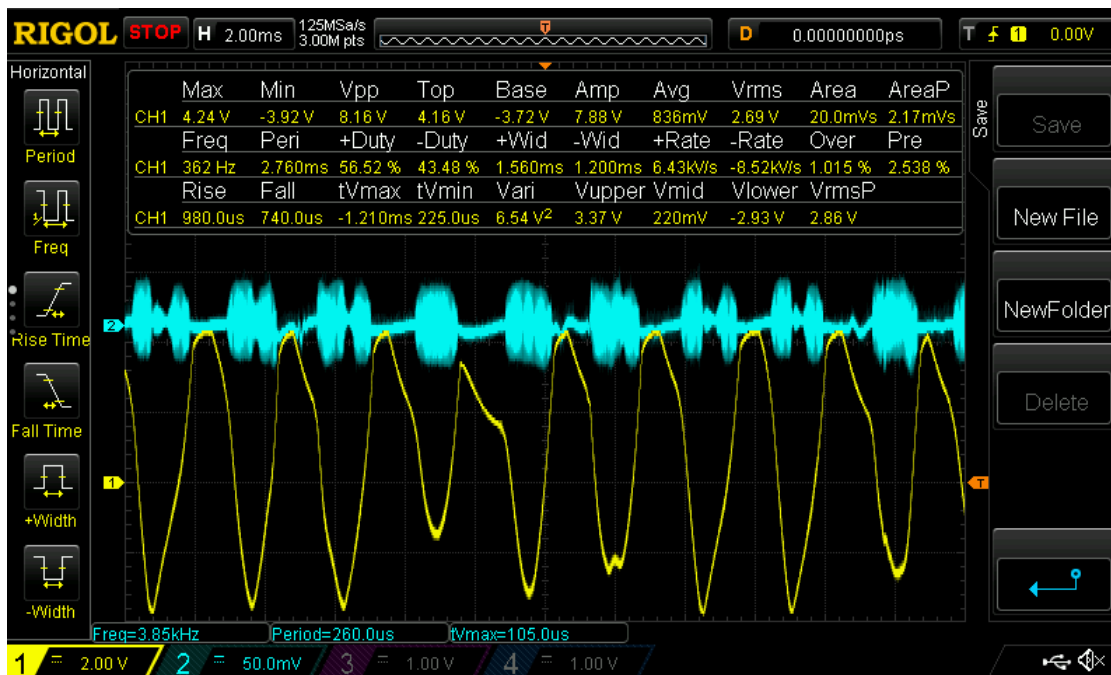 RIGOL STOP H 2.00ms 125MSa/s 3.00M pts T D 0.00000000ps T 1 0.00V
Horizontal
Period
Freq
Rise Time
Fall Time
+Width
-Width
Max Min Vpp Top Base Amp Avg Vrms Area AreaP
CH1 4.24 V -3.92 V 8.16 V 4.16 V -3.72 V 7.88 V 836mV 2.69 V 20.0mVs 2.17mVs
Freq Peri +Duty -Duty +Wid -Wid +Rate -Rate Over Pre
CH1 362 Hz 2.760ms 56.52 % 43.48 % 1.560ms 1.200ms 6.43kV/s -8.52kV/s 1.015 % 2.538 %
Rise Fall tVmax tVmin Vari Vupper Vmid Vlower VrmsP
CH1 980.0us 740.0us -1.210ms 225.0us 6.54 V² 3.37 V 220mV -2.93 V 2.86 V
2
1
T
Save
Save
New File
NewFolder
Delete
Freq=3.85kHz Period=260.0us tVmax=105.0us
1 2.00 V 2 50.0mV 3 1.00 V 4 1.00 V